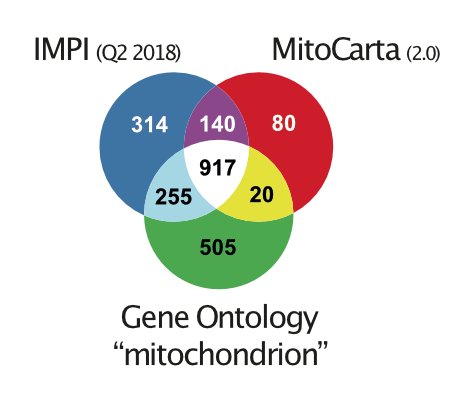 IMPI (Q2 2018) MitoCarta (2.0)
314 140 80
917
255 20
505
Gene Ontology
“mitochondrion”